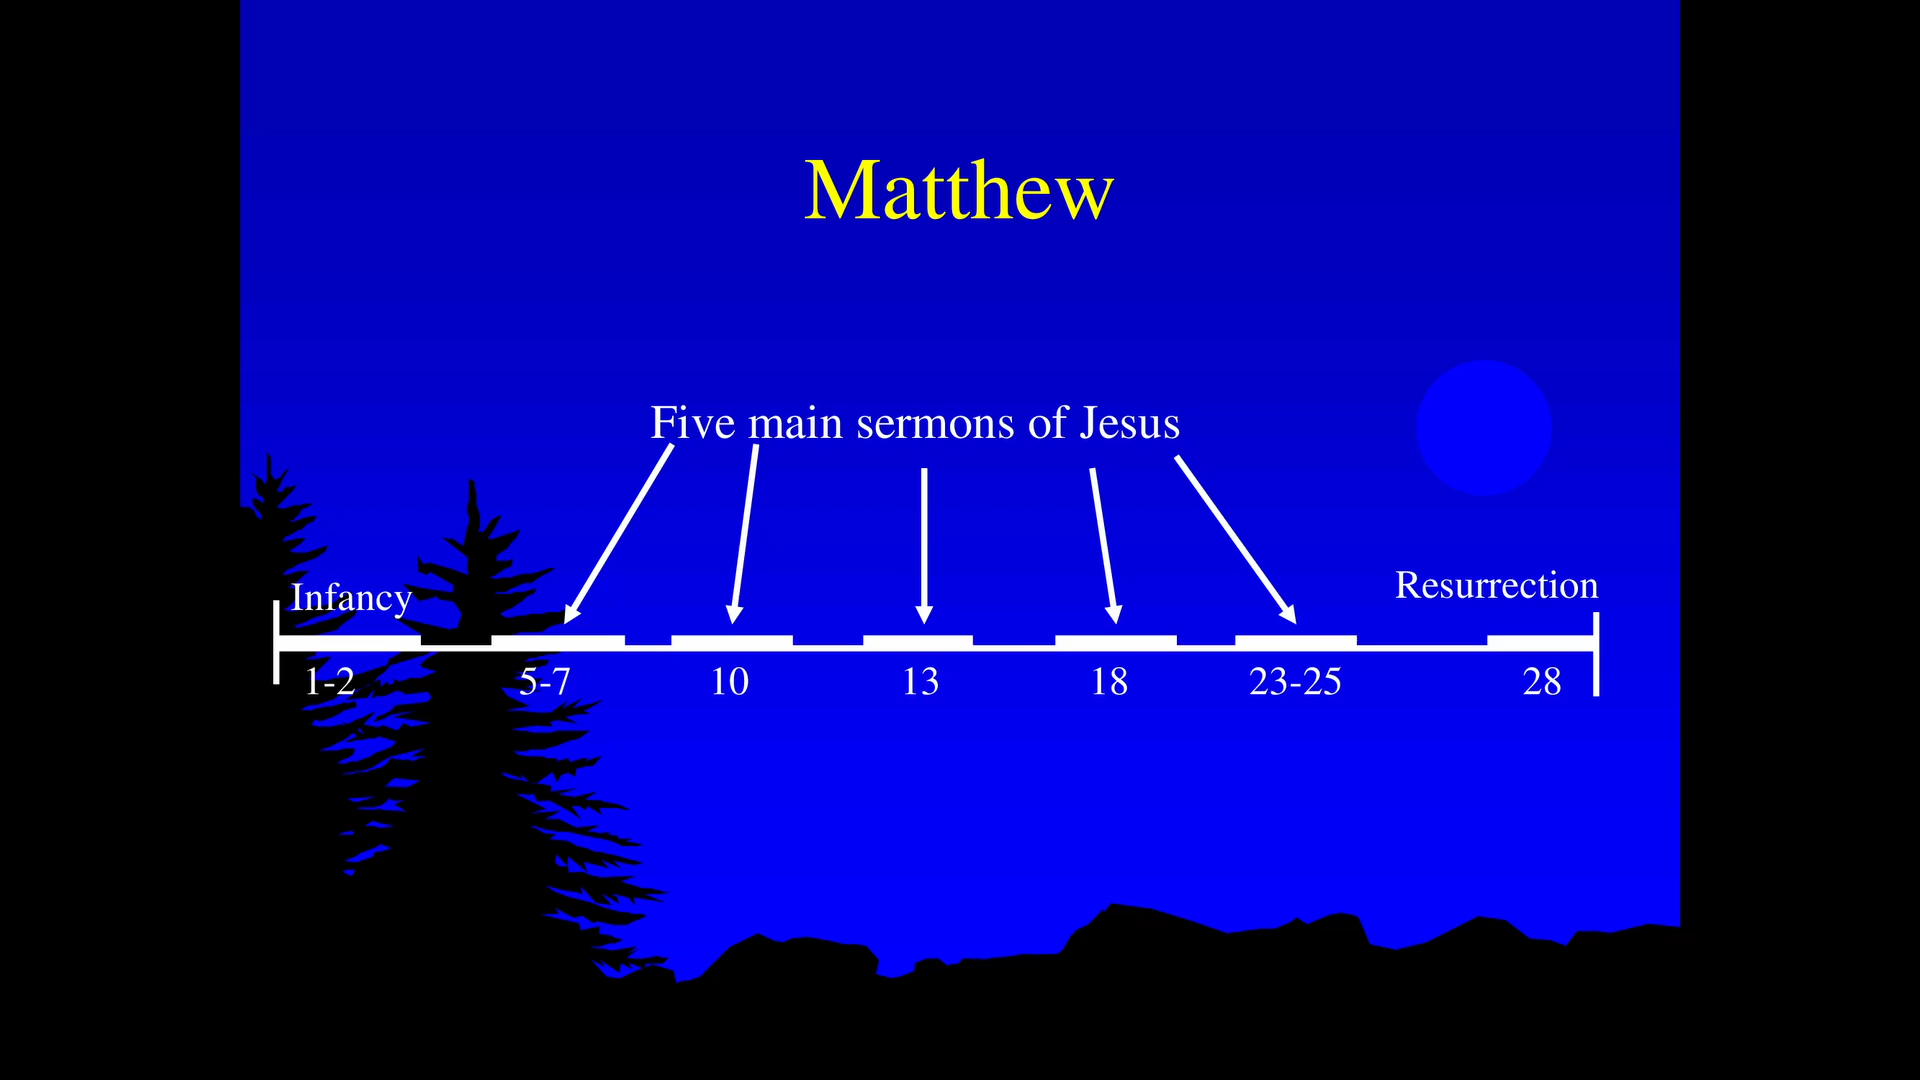 Matthew
Five main sermons of Jesus
Infancy
Resurrection
1-2
5-7
10
13
18
23-25
28